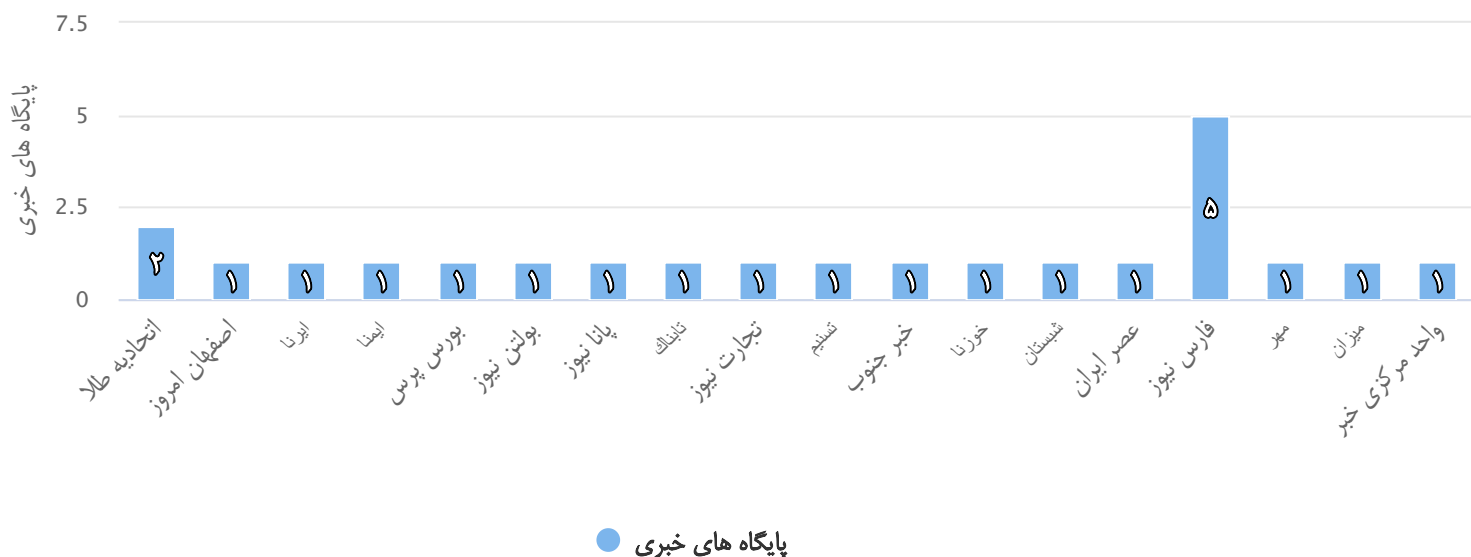 7.5
5
2.5
0
پایگاه های خبری
۲
۱
۱
۱
۱
۱
۱
۱
۱
۱
۱
۱
۱
۱
۵
۱
۱
۱
اتحادیه طلا
اصفهان امروز
ایرنا
ایمنا
بورس پرس
بولتن نیوز
پانا نیوز
تابناك
تجارت نیوز
تسنیم
خبر جنوب
خوزنا
شبستان
عصر ایران
فارس نیوز
مهر
میزان
واحد مرکزی خبر
پایگاه های خبری